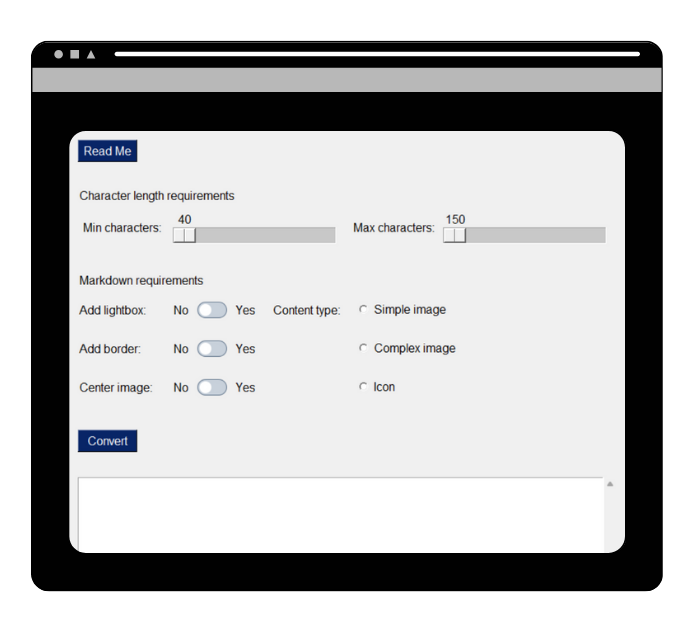 Read Me
Character length requirements
Min characters: 40 Max characters: 150
Markdown requirements
Add lightbox: No Yes Content type: Simple image
Add border: No Yes Complex image
Center image: No Yes Icon
Convert